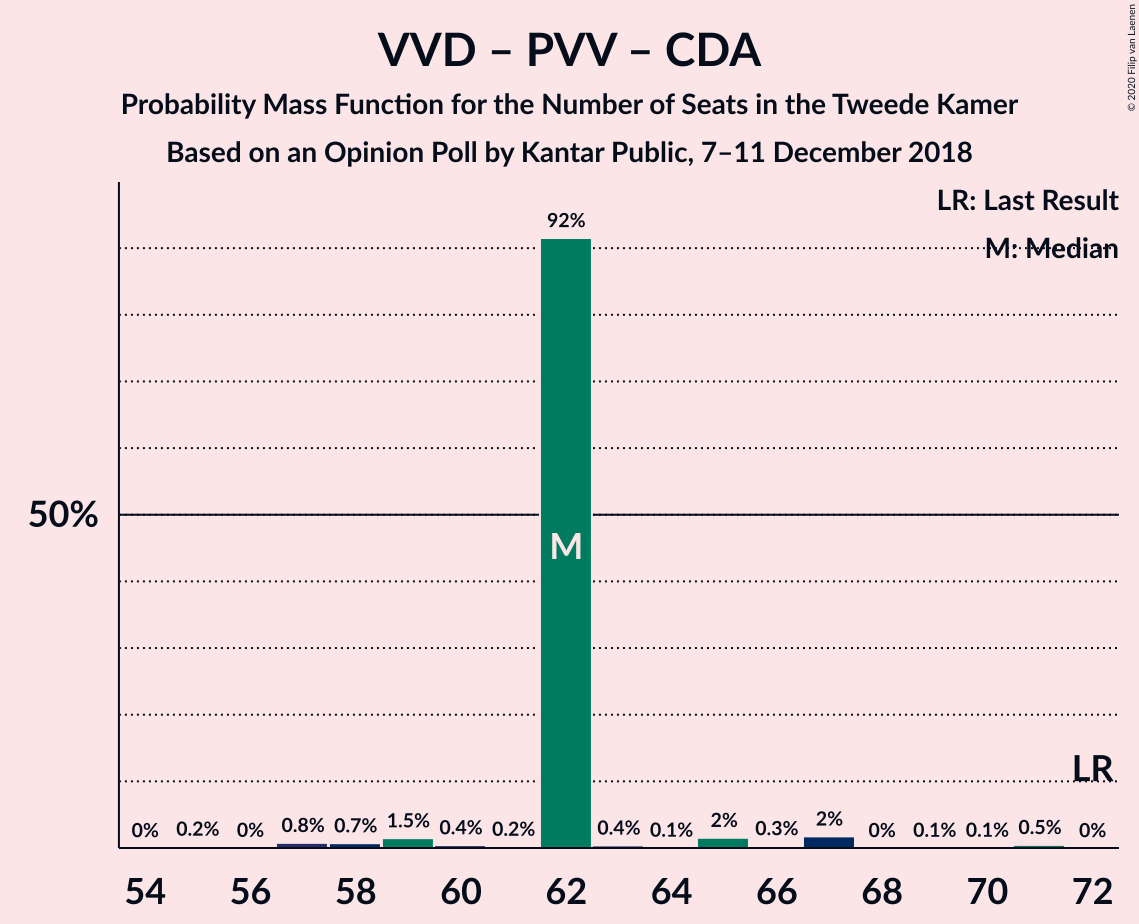 VVD – PVV – CDA
Probability Mass Function for the Number of Seats in the Tweede Kamer
Based on an Opinion Poll by Kantar Public, 7–11 December 2018
© 2020 Filip van Laenen
LR: Last Result
M: Median
92%
50%
M
LR
0% 0.2% 0% 0.8% 0.7% 1.5% 0.4% 0.2% 0.4% 0.1% 2% 0.3% 2% 0% 0.1% 0.1% 0.5% 0%
54 56 58 60 62 64 66 68 70 72